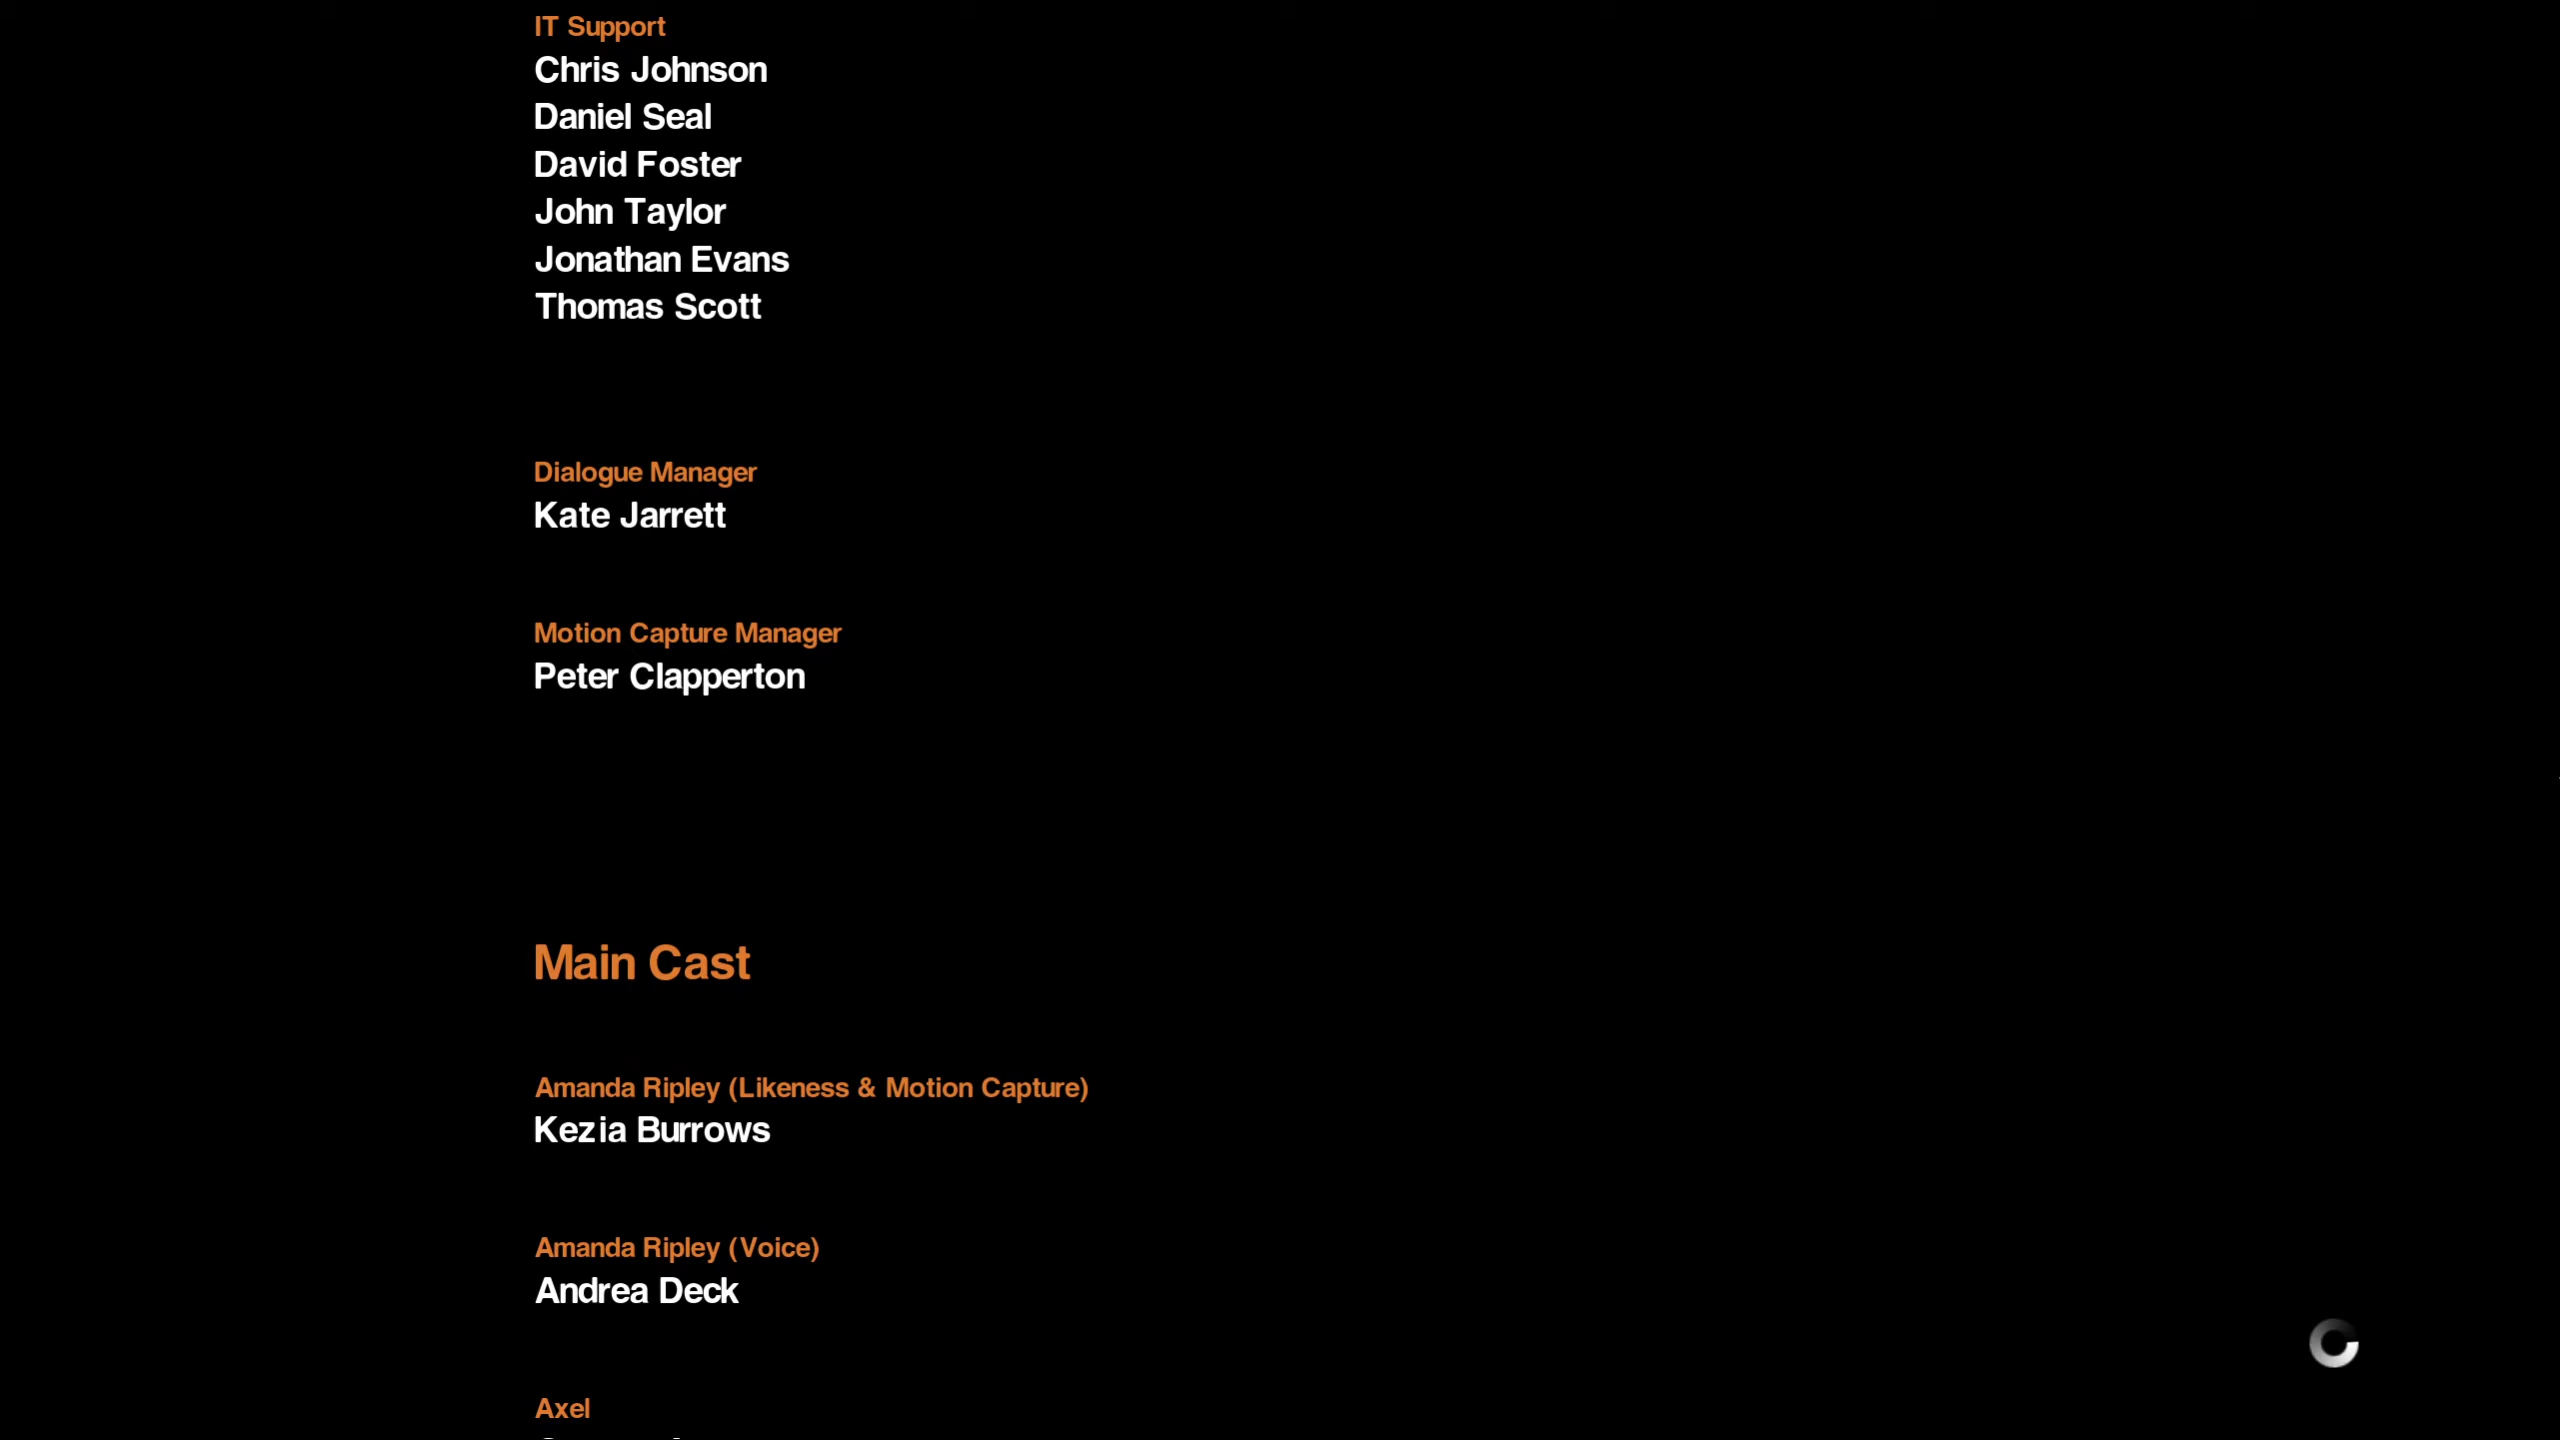 IT Support
Chris Johnson
Daniel Seal
David Foster
John Taylor
Jonathan Evans
Thomas Scott
Dialogue Manager
Kate Jarrett
Motion Capture Manager
Peter Clapperton
Main Cast
Amanda Ripley (Likeness & Motion Capture)
Kezia Burrows
Amanda Ripley (Voice)
Andrea Deck
Axel